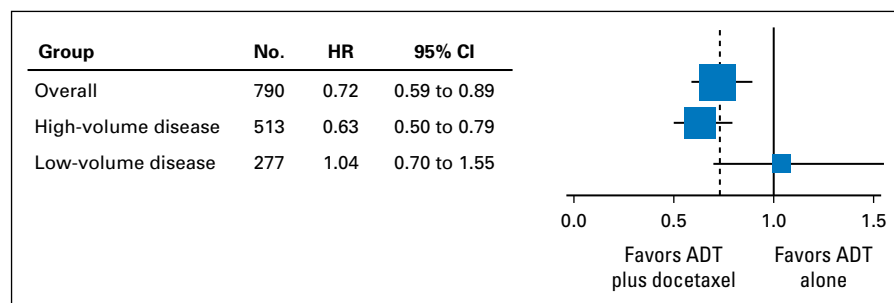 Group No. HR 95% CI
Overall 790 0.72 0.59 to 0.89
High-volume disease 513 0.63 0.50 to 0.79
Low-volume disease 277 1.04 0.70 to 1.55
0.0 0.5 1.0 1.5
Favors ADT Favors ADT
plus docetaxel alone